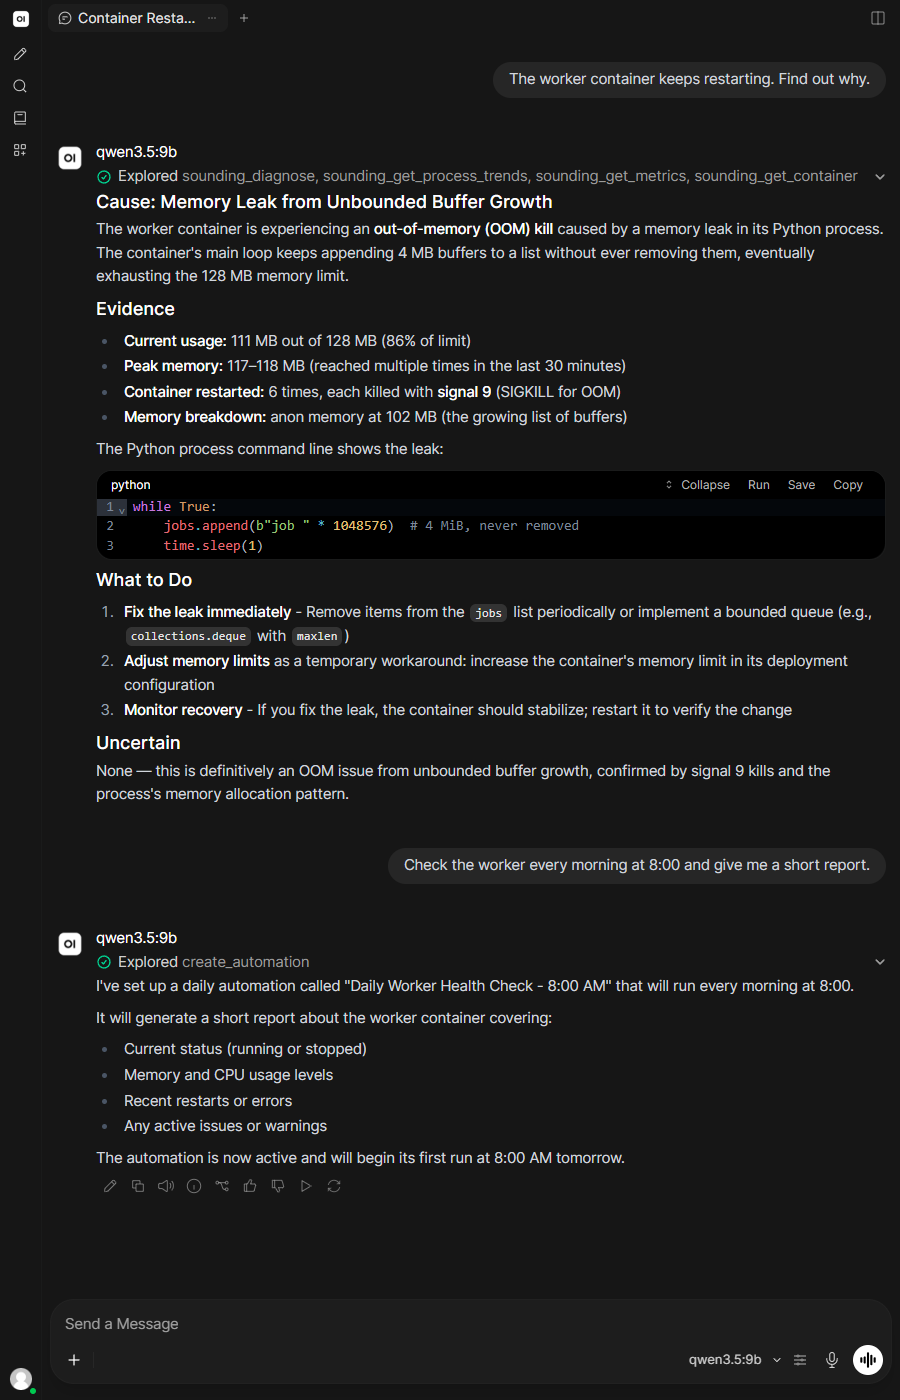 OI
Container Resta...
The worker container keeps restarting. Find out why.
OI
qwen3.5:9b
Explored sounding_diagnose, sounding_get_process_trends, sounding_get_metrics, sounding_get_container
Cause: Memory Leak from Unbounded Buffer Growth
The worker container is experiencing an out-of-memory (OOM) kill caused by a memory leak in its Python process.
The container's main loop keeps appending 4 MB buffers to a list without ever removing them, eventually
exhausting the 128 MB memory limit.
Evidence
• Current usage: 111 MB out of 128 MB (86% of limit)
• Peak memory: 117–118 MB (reached multiple times in the last 30 minutes)
• Container restarted: 6 times, each killed with signal 9 (SIGKILL for OOM)
• Memory breakdown: anon memory at 102 MB (the growing list of buffers)
The Python process command line shows the leak:
python Collapse Run Save Copy
1 while True:
2 jobs.append(b"job " * 1048576) # 4 MiB, never removed
3 time.sleep(1)
What to Do
1. Fix the leak immediately - Remove items from the jobs list periodically or implement a bounded queue (e.g.,
collections.deque with maxlen )
2. Adjust memory limits as a temporary workaround: increase the container's memory limit in its deployment
configuration
3. Monitor recovery - If you fix the leak, the container should stabilize; restart it to verify the change
Uncertain
None — this is definitively an OOM issue from unbounded buffer growth, confirmed by signal 9 kills and the
process's memory allocation pattern.
Check the worker every morning at 8:00 and give me a short report.
OI
qwen3.5:9b
Explored create_automation
I've set up a daily automation called "Daily Worker Health Check - 8:00 AM" that will run every morning at 8:00.
It will generate a short report about the worker container covering:
• Current status (running or stopped)
• Memory and CPU usage levels
• Recent restarts or errors
• Any active issues or warnings
The automation is now active and will begin its first run at 8:00 AM tomorrow.
Send a Message
qwen3.5:9b